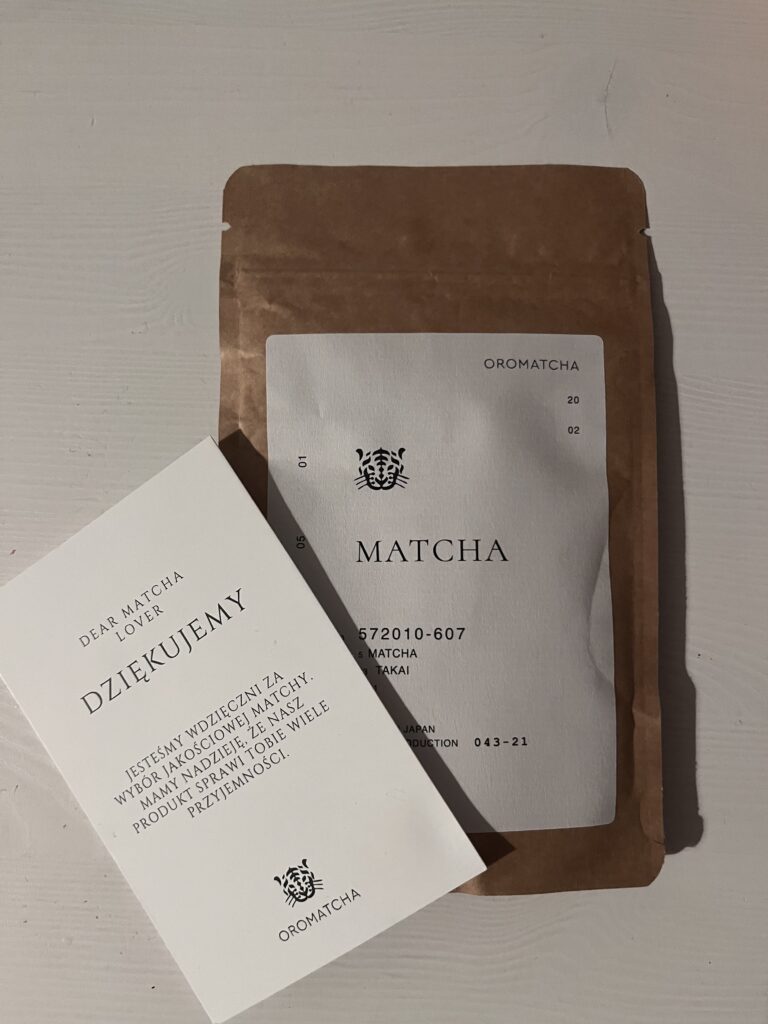 OROMATCHA
20
02
01
05
MATCHA
572010-607
MATCHA
TAKAI
JAPAN
043-21
DEAR MATCHA
LOVER
DZIĘKUJEMY
JESTEŚMY WDZIĘCZNI ZA
WYBÓR JAKOŚCIOWEJ MATCHY.
MAMY NADZIEJĘ, ŻE NASZ
PRODUKT SPRAWI TOBIE WIELE
PRZYJEMNOŚCI.
OROMATCHA